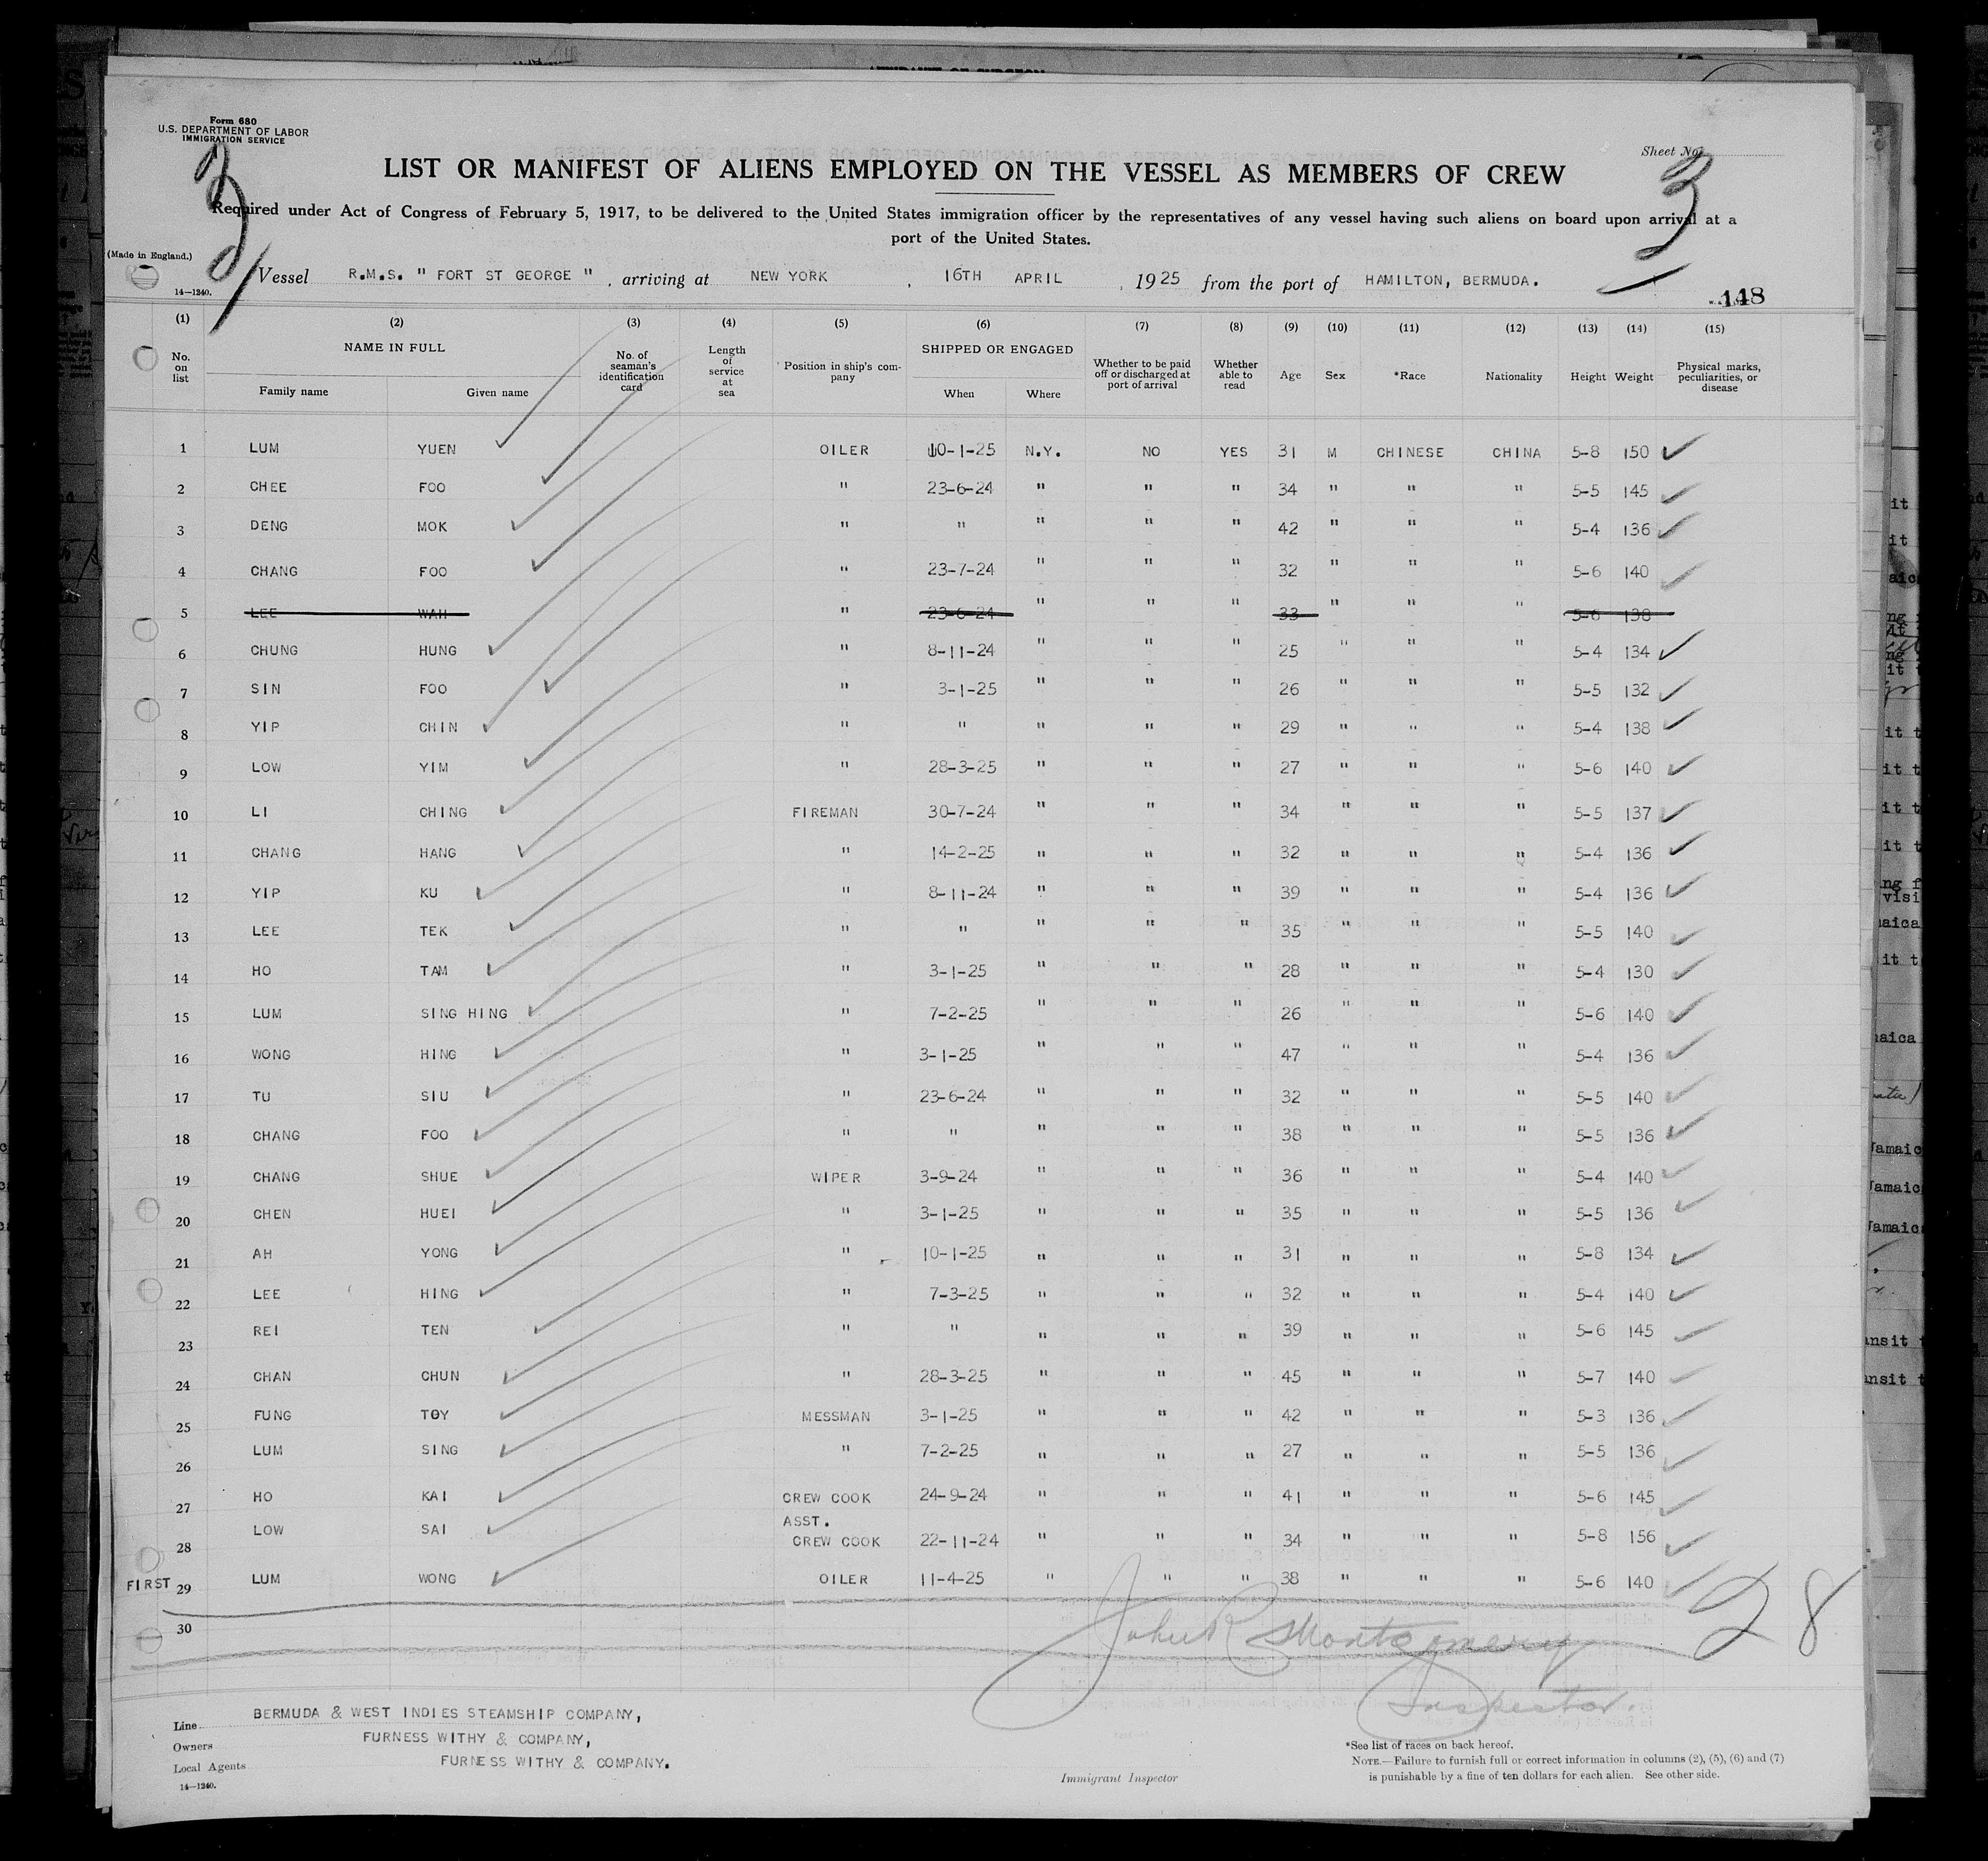 AFFIDAVIT OF SURGEON
Form 680
U.S. DEPARTMENT OF LABOR
IMMIGRATION SERVICE
Sheet No. 3
3
LIST OR MANIFEST OF ALIENS EMPLOYED ON THE VESSEL AS MEMBERS OF CREW
Required under Act of Congress of February 5, 1917, to be delivered to the United States immigration officer by the representatives of any vessel having such aliens on board upon arrival at a
port of the United States.
(Made in England.)
14—1240.
Vessel R.M.S. " FORT ST GEORGE " , arriving at NEW YORK , 16TH APRIL , 1925 from the port of HAMILTON, BERMUDA.
148
(1) (2) (3) (4) (5) (6) (7) (8) (9) (10) (11) (12) (13) (14) (15)
No. on list NAME IN FULL Family name Given name No. of seaman's identification card Length of service at sea Position in ship's company SHIPPED OR ENGAGED When Where Whether to be paid off or discharged at port of arrival Whether able to read Age Sex *Race Nationality Height Weight Physical marks, peculiarities, or disease
1 LUM YUEN OILER 10-1-25 N.Y. NO YES 31 M CHINESE CHINA 5-8 150
2 CHEE FOO " 23-6-24 " " " 34 " " " 5-5 145
3 DENG MOK " " " " " 42 " " " 5-4 136
4 CHANG FOO " 23-7-24 " " " 32 " " " 5-6 140
5 LEE WAH " 23-6-24 " " " 33 " " " 5-6 138
6 CHUNG HUNG " 8-11-24 " " " 25 " " " 5-4 134
7 SIN FOO " 3-1-25 " " " 26 " " " 5-5 132
8 YIP CHIN " " " " " 29 " " " 5-4 138
9 LOW YIM " 28-3-25 " " " 27 " " " 5-6 140
10 LI CHING FIREMAN 30-7-24 " " " 34 " " " 5-5 137
11 CHANG HANG " 14-2-25 " " " 32 " " " 5-4 136
12 YIP KU " 8-11-24 " " " 39 " " " 5-4 136
13 LEE TEK " " " " " 35 " " " 5-5 140
14 HO TAM " 3-1-25 " " " 28 " " " 5-4 130
15 LUM SING HING " 7-2-25 " " " 26 " " " 5-6 140
16 WONG HING " 3-1-25 " " " 47 " " " 5-4 136
17 TU SIU " 23-6-24 " " " 32 " " " 5-5 140
18 CHANG FOO " " " " " 38 " " " 5-5 136
19 CHANG SHUE WIPER 3-9-24 " " " 36 " " " 5-4 140
20 CHEN HUEI " 3-1-25 " " " 35 " " " 5-5 136
21 AH YONG " 10-1-25 " " " 31 " " " 5-8 134
22 LEE HING " 7-3-25 " " " 32 " " " 5-4 140
23 REI TEN " " " " " 39 " " " 5-6 145
24 CHAN CHUN " 28-3-25 " " " 45 " " " 5-7 140
25 FUNG TOY MESSMAN 3-1-25 " " " 42 " " " 5-3 136
26 LUM SING " 7-2-25 " " " 27 " " " 5-5 136
27 HO KAI CREW COOK 24-9-24 " " " 41 " " " 5-6 145
28 LOW SAI ASST. CREW COOK 22-11-24 " " " 34 " " " 5-8 156
FIRST 29 LUM WONG OILER 11-4-25 " " " 38 " " " 5-6 140
30
28
John R Montgomery
Inspector.
Line BERMUDA & WEST INDIES STEAMSHIP COMPANY,
Owners FURNESS WITHY & COMPANY,
Local Agents FURNESS WITHY & COMPANY.
14—1240.
Immigrant Inspector
*See list of races on back hereof.
NOTE.—Failure to furnish full or correct information in columns (2), (5), (6) and (7)
is punishable by a fine of ten dollars for each alien. See other side.